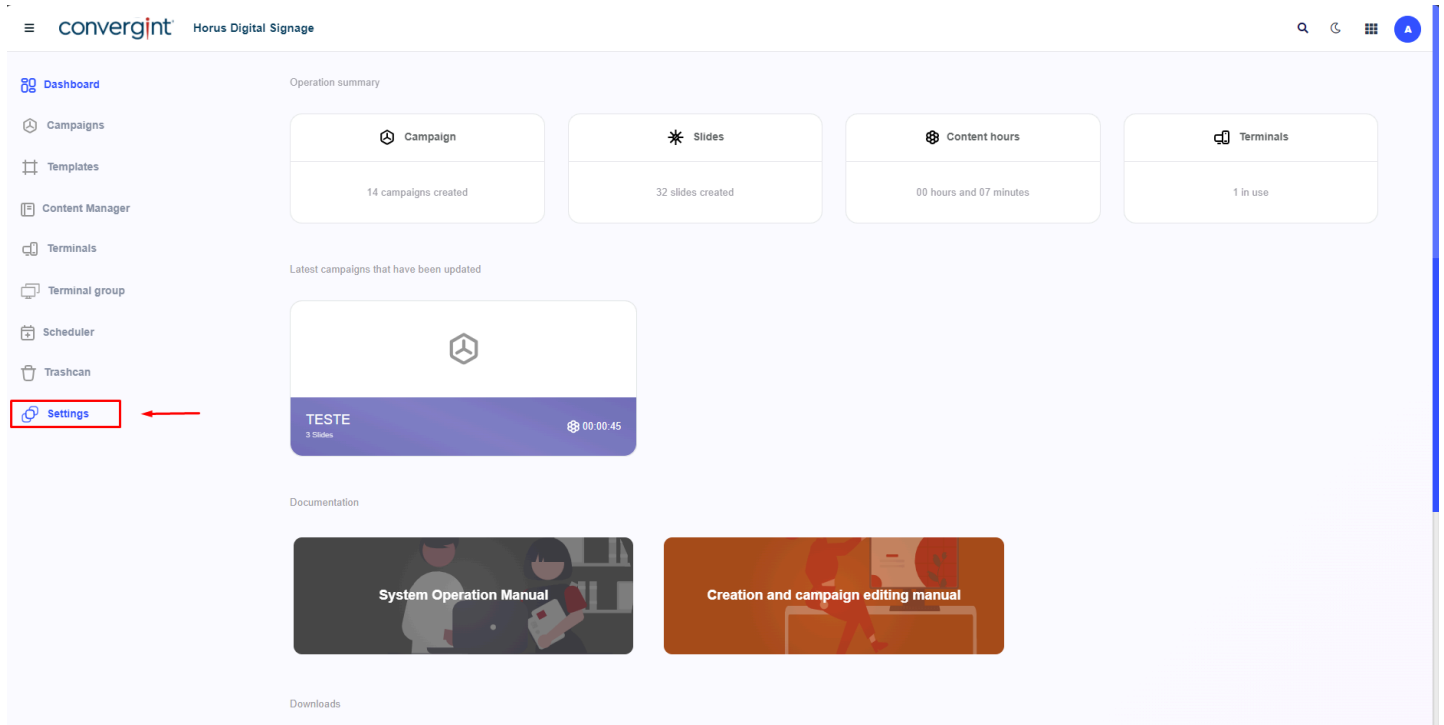 convergint Horus Digital Signage
A
Dashboard
Campaigns
Templates
Content Manager
Terminals
Terminal group
Scheduler
Trashcan
Settings
Operation summary
Campaign
14 campaigns created
Slides
32 slides created
Content hours
00 hours and 07 minutes
Terminals
1 in use
Latest campaigns that have been updated
TESTE
3 Slides
00:00:45
Documentation
System Operation Manual
Creation and campaign editing manual
Downloads